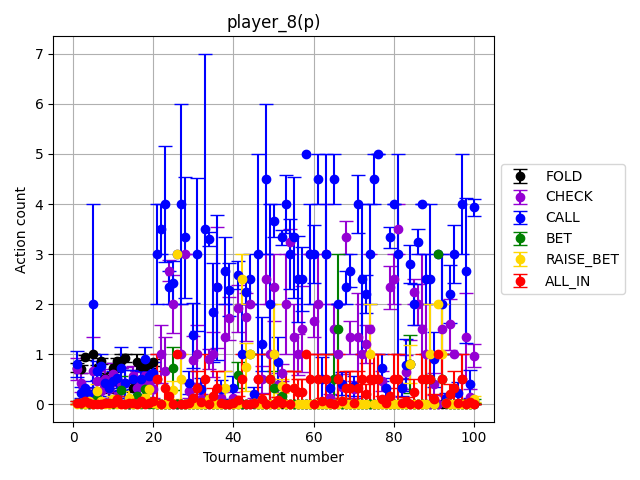 player_8(p)
7
6
5
4
3
2
1
0
Action count
0 20 40 60 80 100
Tournament number
FOLD
CHECK
CALL
BET
RAISE_BET
ALL_IN